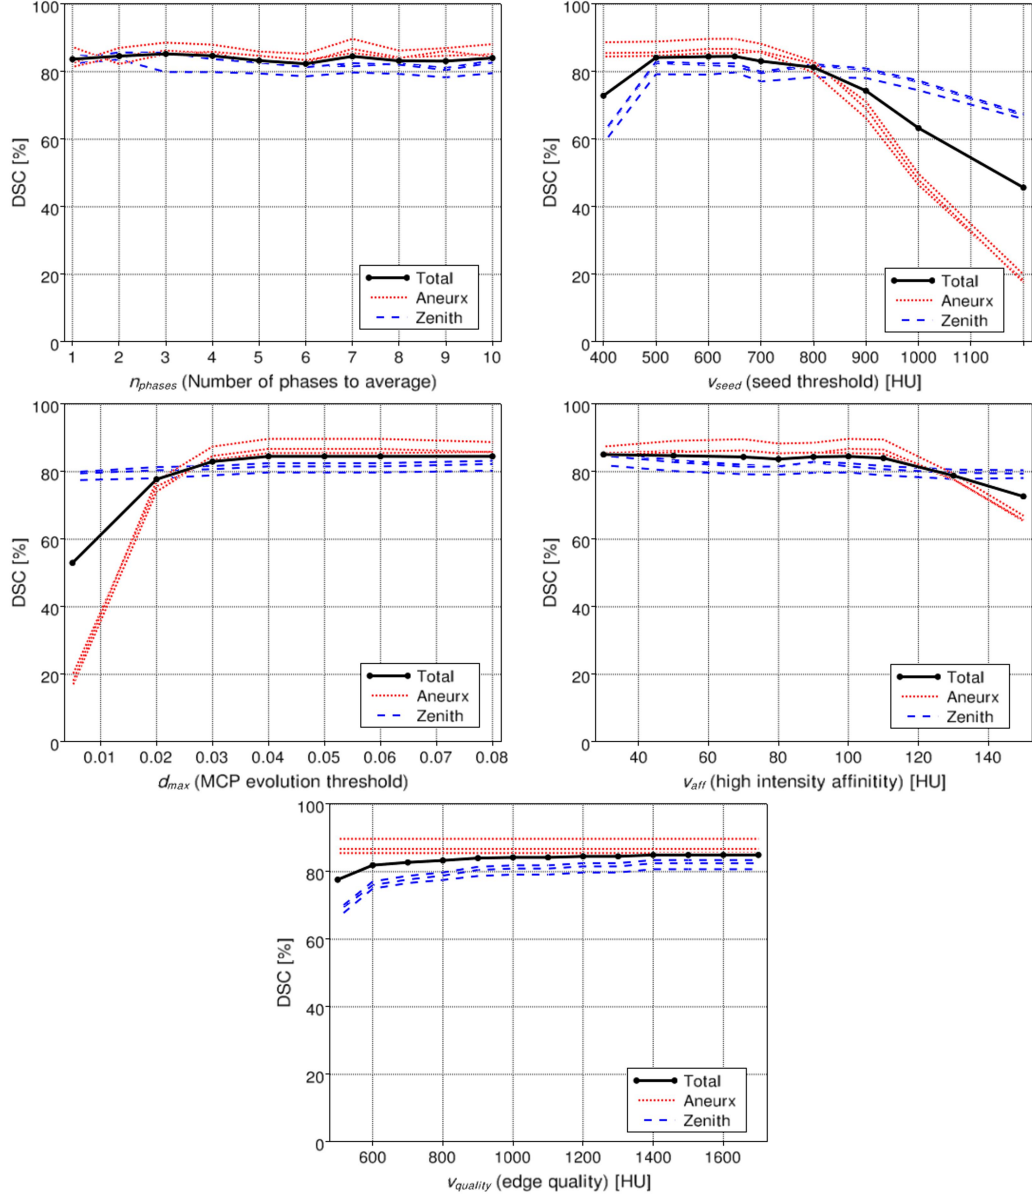 100
80
60
40
20
0
DSC [%]
Total
Aneurx
Zenith
1 2 3 4 5 6 7 8 9 10
nphases (Number of phases to average)
100
80
60
40
20
0
DSC [%]
Total
Aneurx
Zenith
400 500 600 700 800 900 1000 1100
vseed (seed threshold) [HU]
100
80
60
40
20
0
DSC [%]
Total
Aneurx
Zenith
0.01 0.02 0.03 0.04 0.05 0.06 0.07 0.08
dmax (MCP evolution threshold)
100
80
60
40
20
0
DSC [%]
Total
Aneurx
Zenith
40 60 80 100 120 140
vaff (high intensity affinitity) [HU]
100
80
60
40
20
0
DSC [%]
Total
Aneurx
Zenith
600 800 1000 1200 1400 1600
vquality (edge quality) [HU]